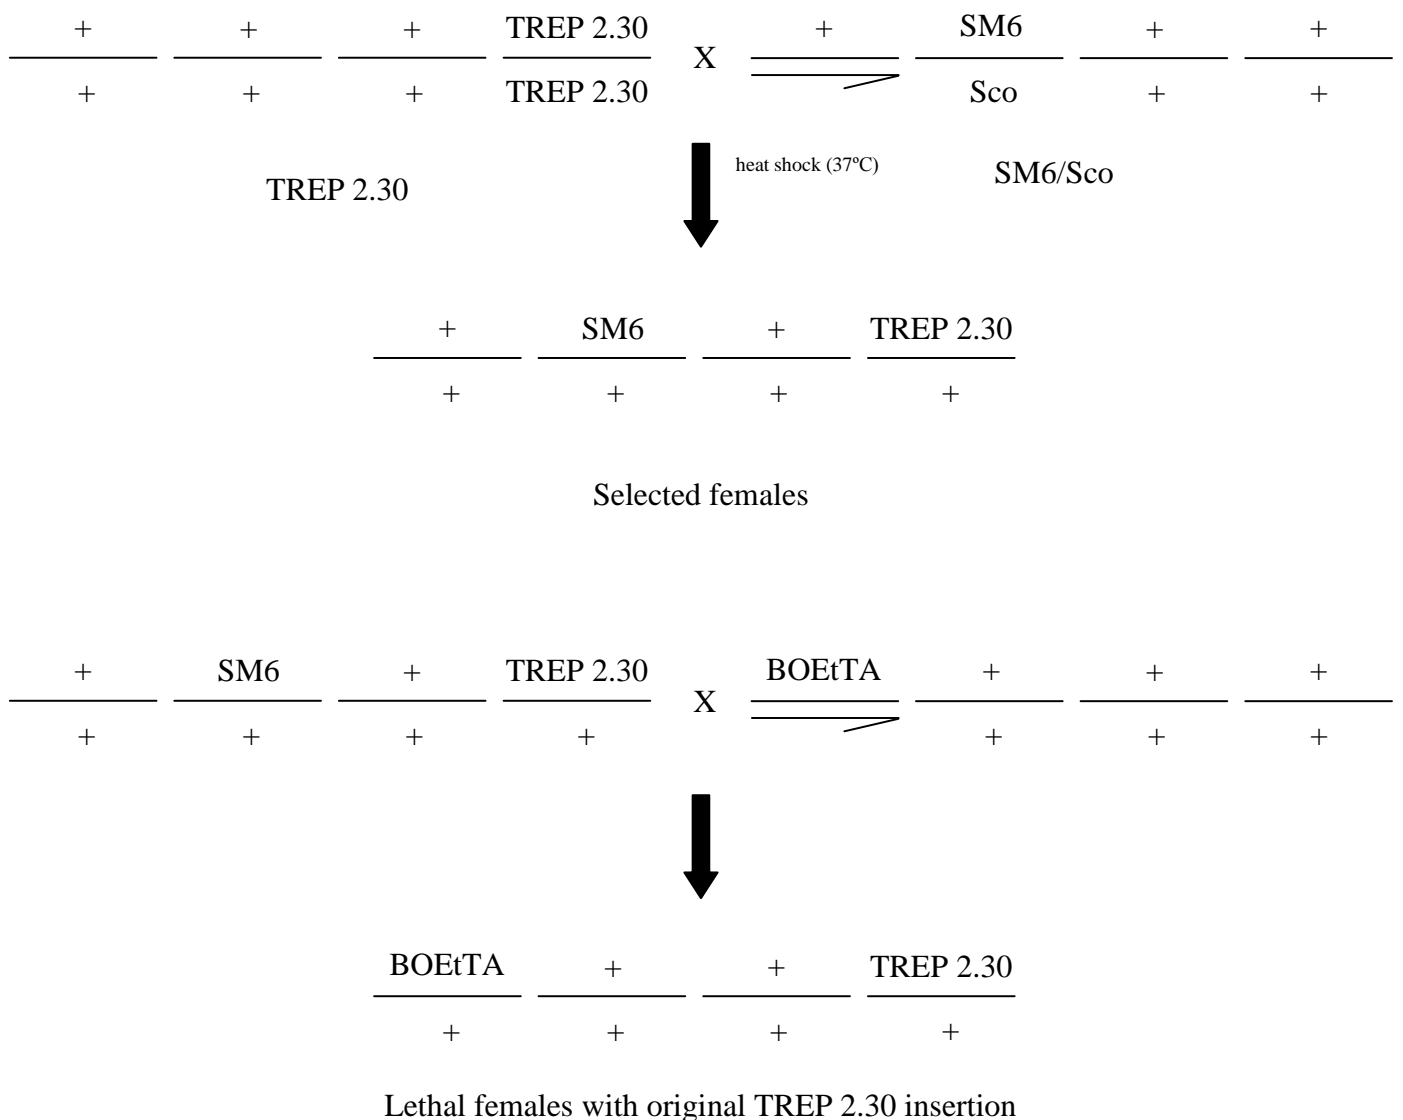 + + + TREP 2.30 X + SM6 + +
+ + + TREP 2.30 Sco + +
heat shock (37ºC)
TREP 2.30 SM6/Sco
+ SM6 + TREP 2.30
+ + + +
Selected females
+ SM6 + TREP 2.30 X BOEtTA + + +
+ + + + + + +
BOEtTA + + TREP 2.30
+ + + +
Lethal females with original TREP 2.30 insertion